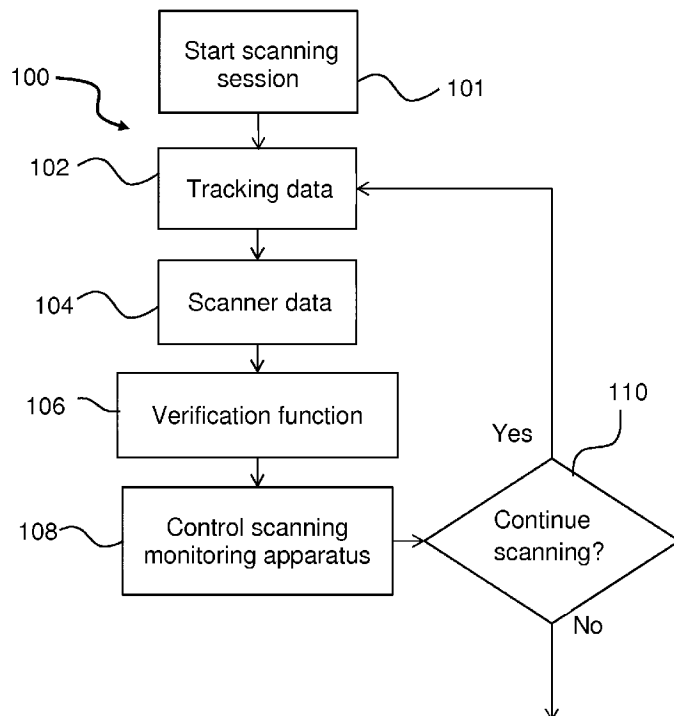 Start scanning
session
100
101
102
Tracking data
104
Scanner data
106
Verification function
110
Yes
108
Control scanning
monitoring apparatus
Continue
scanning?
No